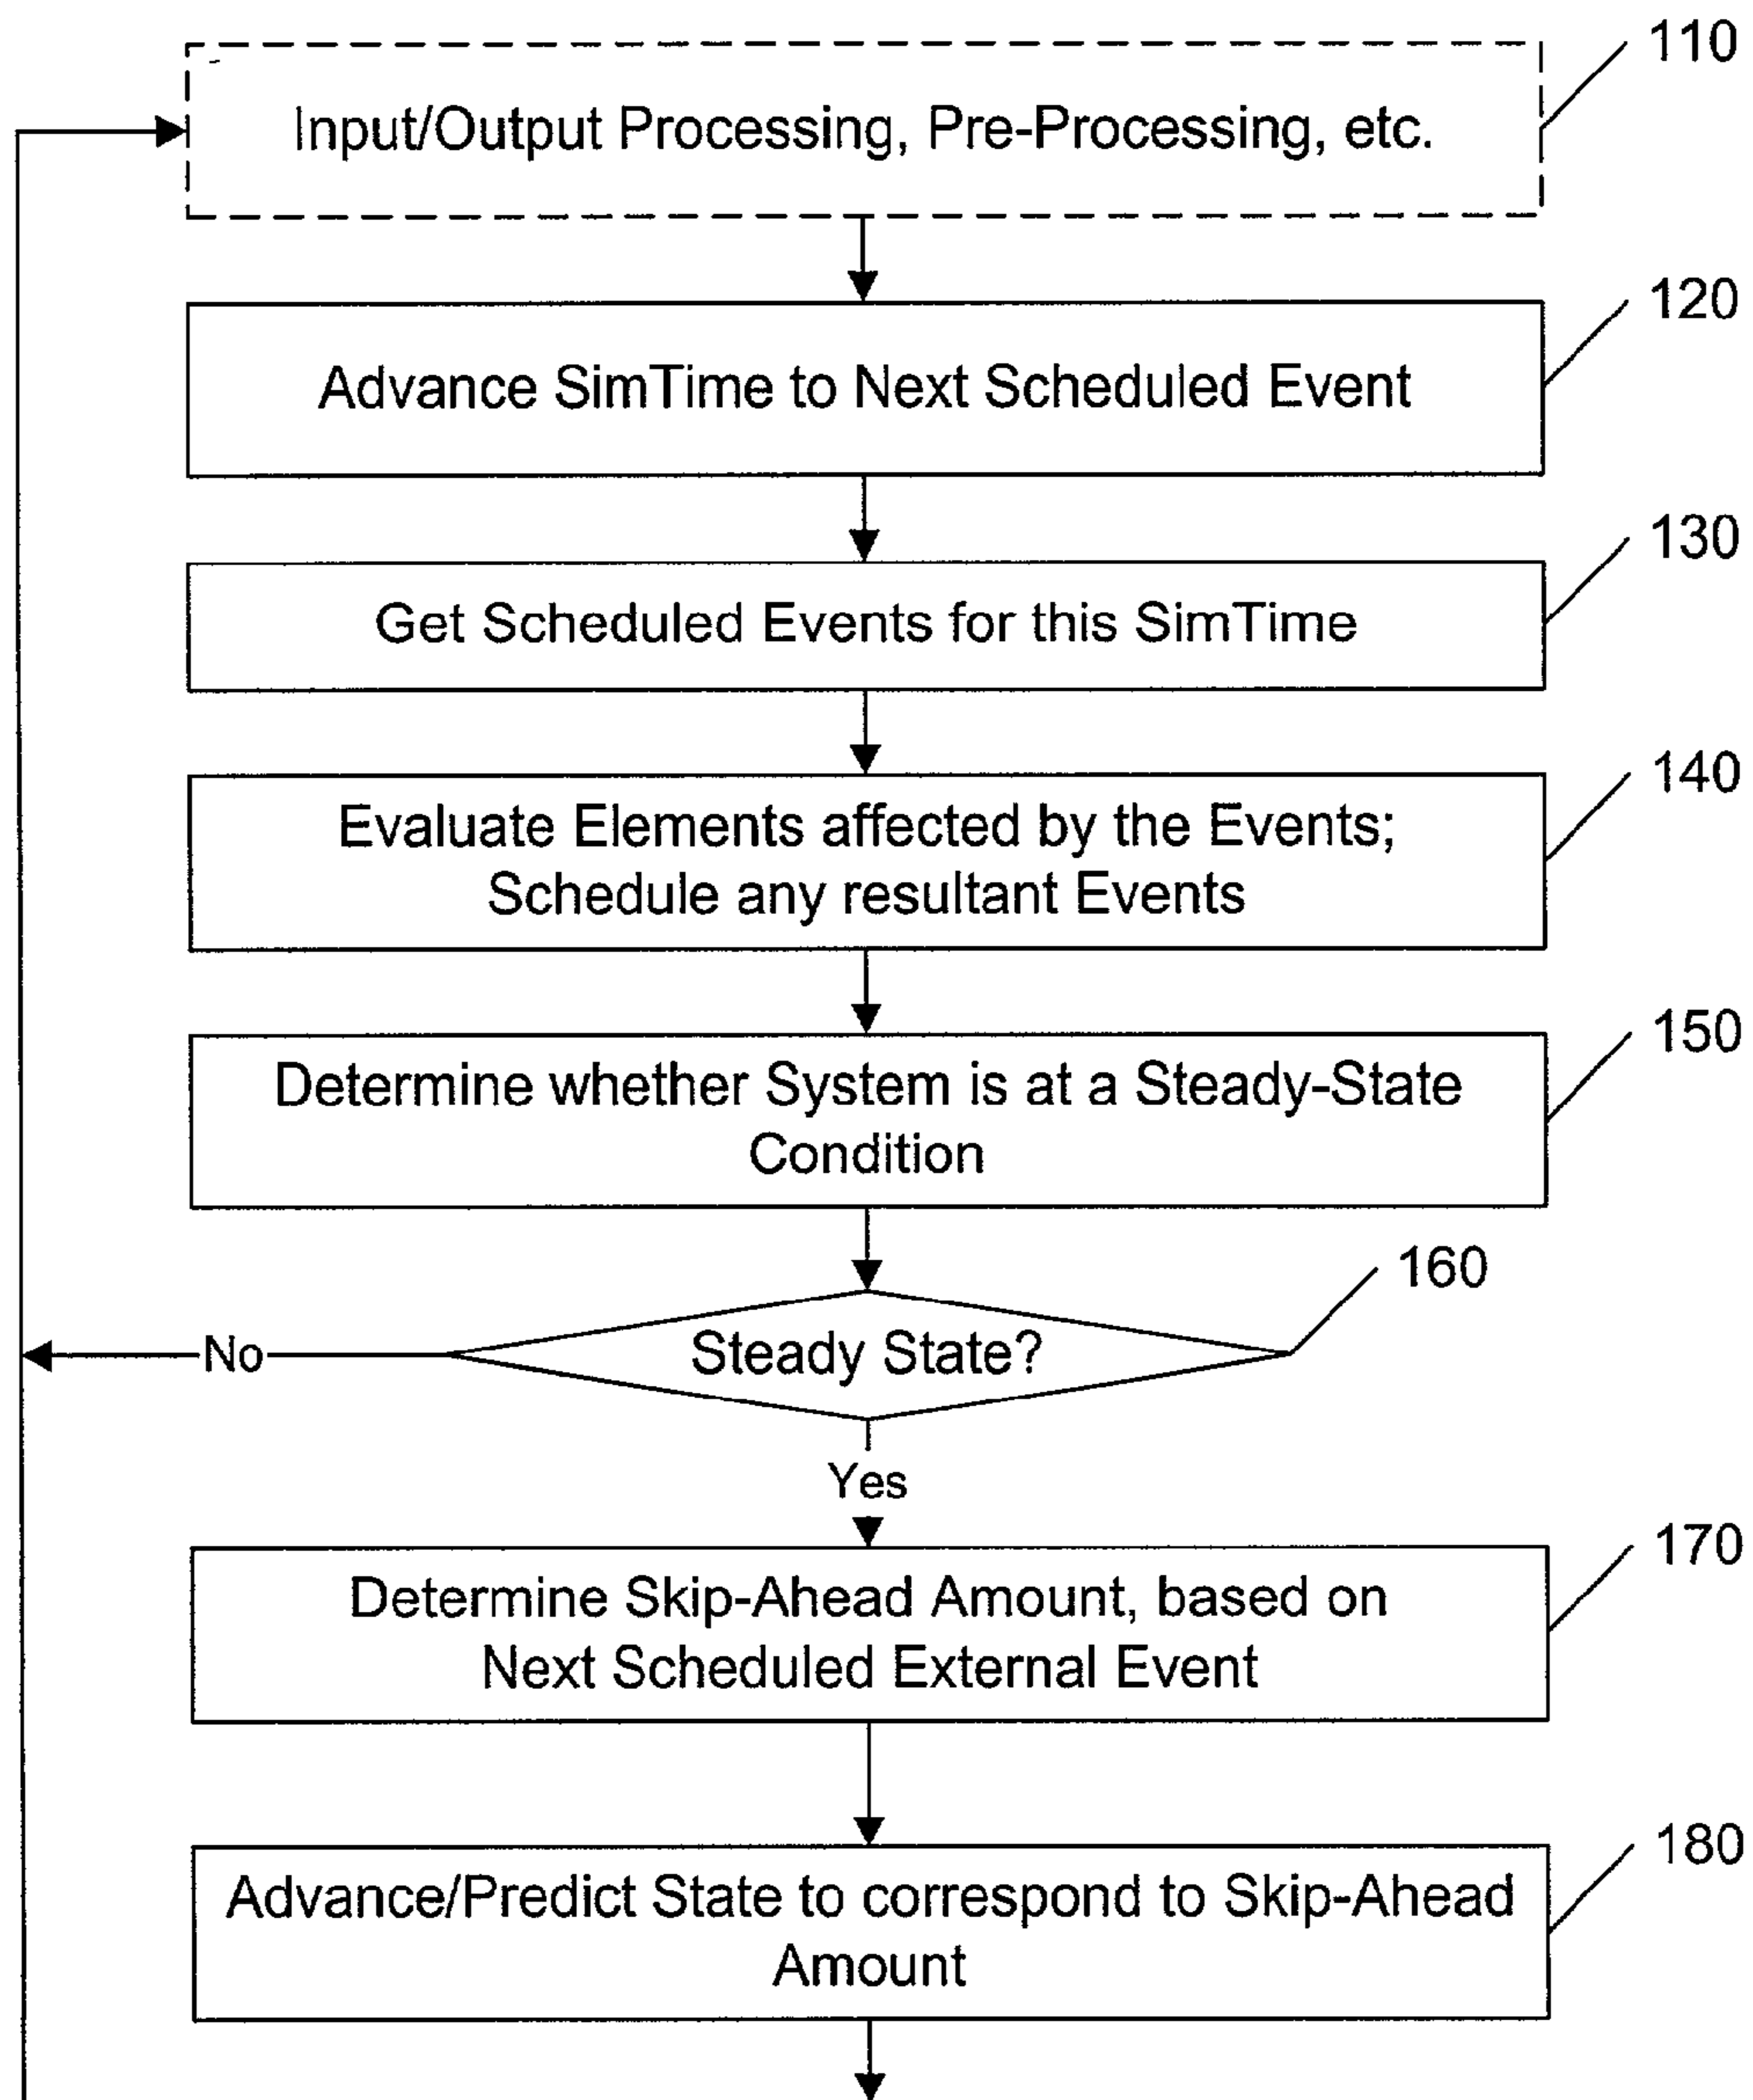 110
Input/Output Processing, Pre-Processing, etc.
120
Advance SimTime to Next Scheduled Event
130
Get Scheduled Events for this SimTime
140
Evaluate Elements affected by the Events;
Schedule any resultant Events
150
Determine whether System is at a Steady-State
Condition
160
Steady State?
No
Yes
170
Determine Skip-Ahead Amount, based on
Next Scheduled External Event
180
Advance/Predict State to correspond to Skip-Ahead
Amount